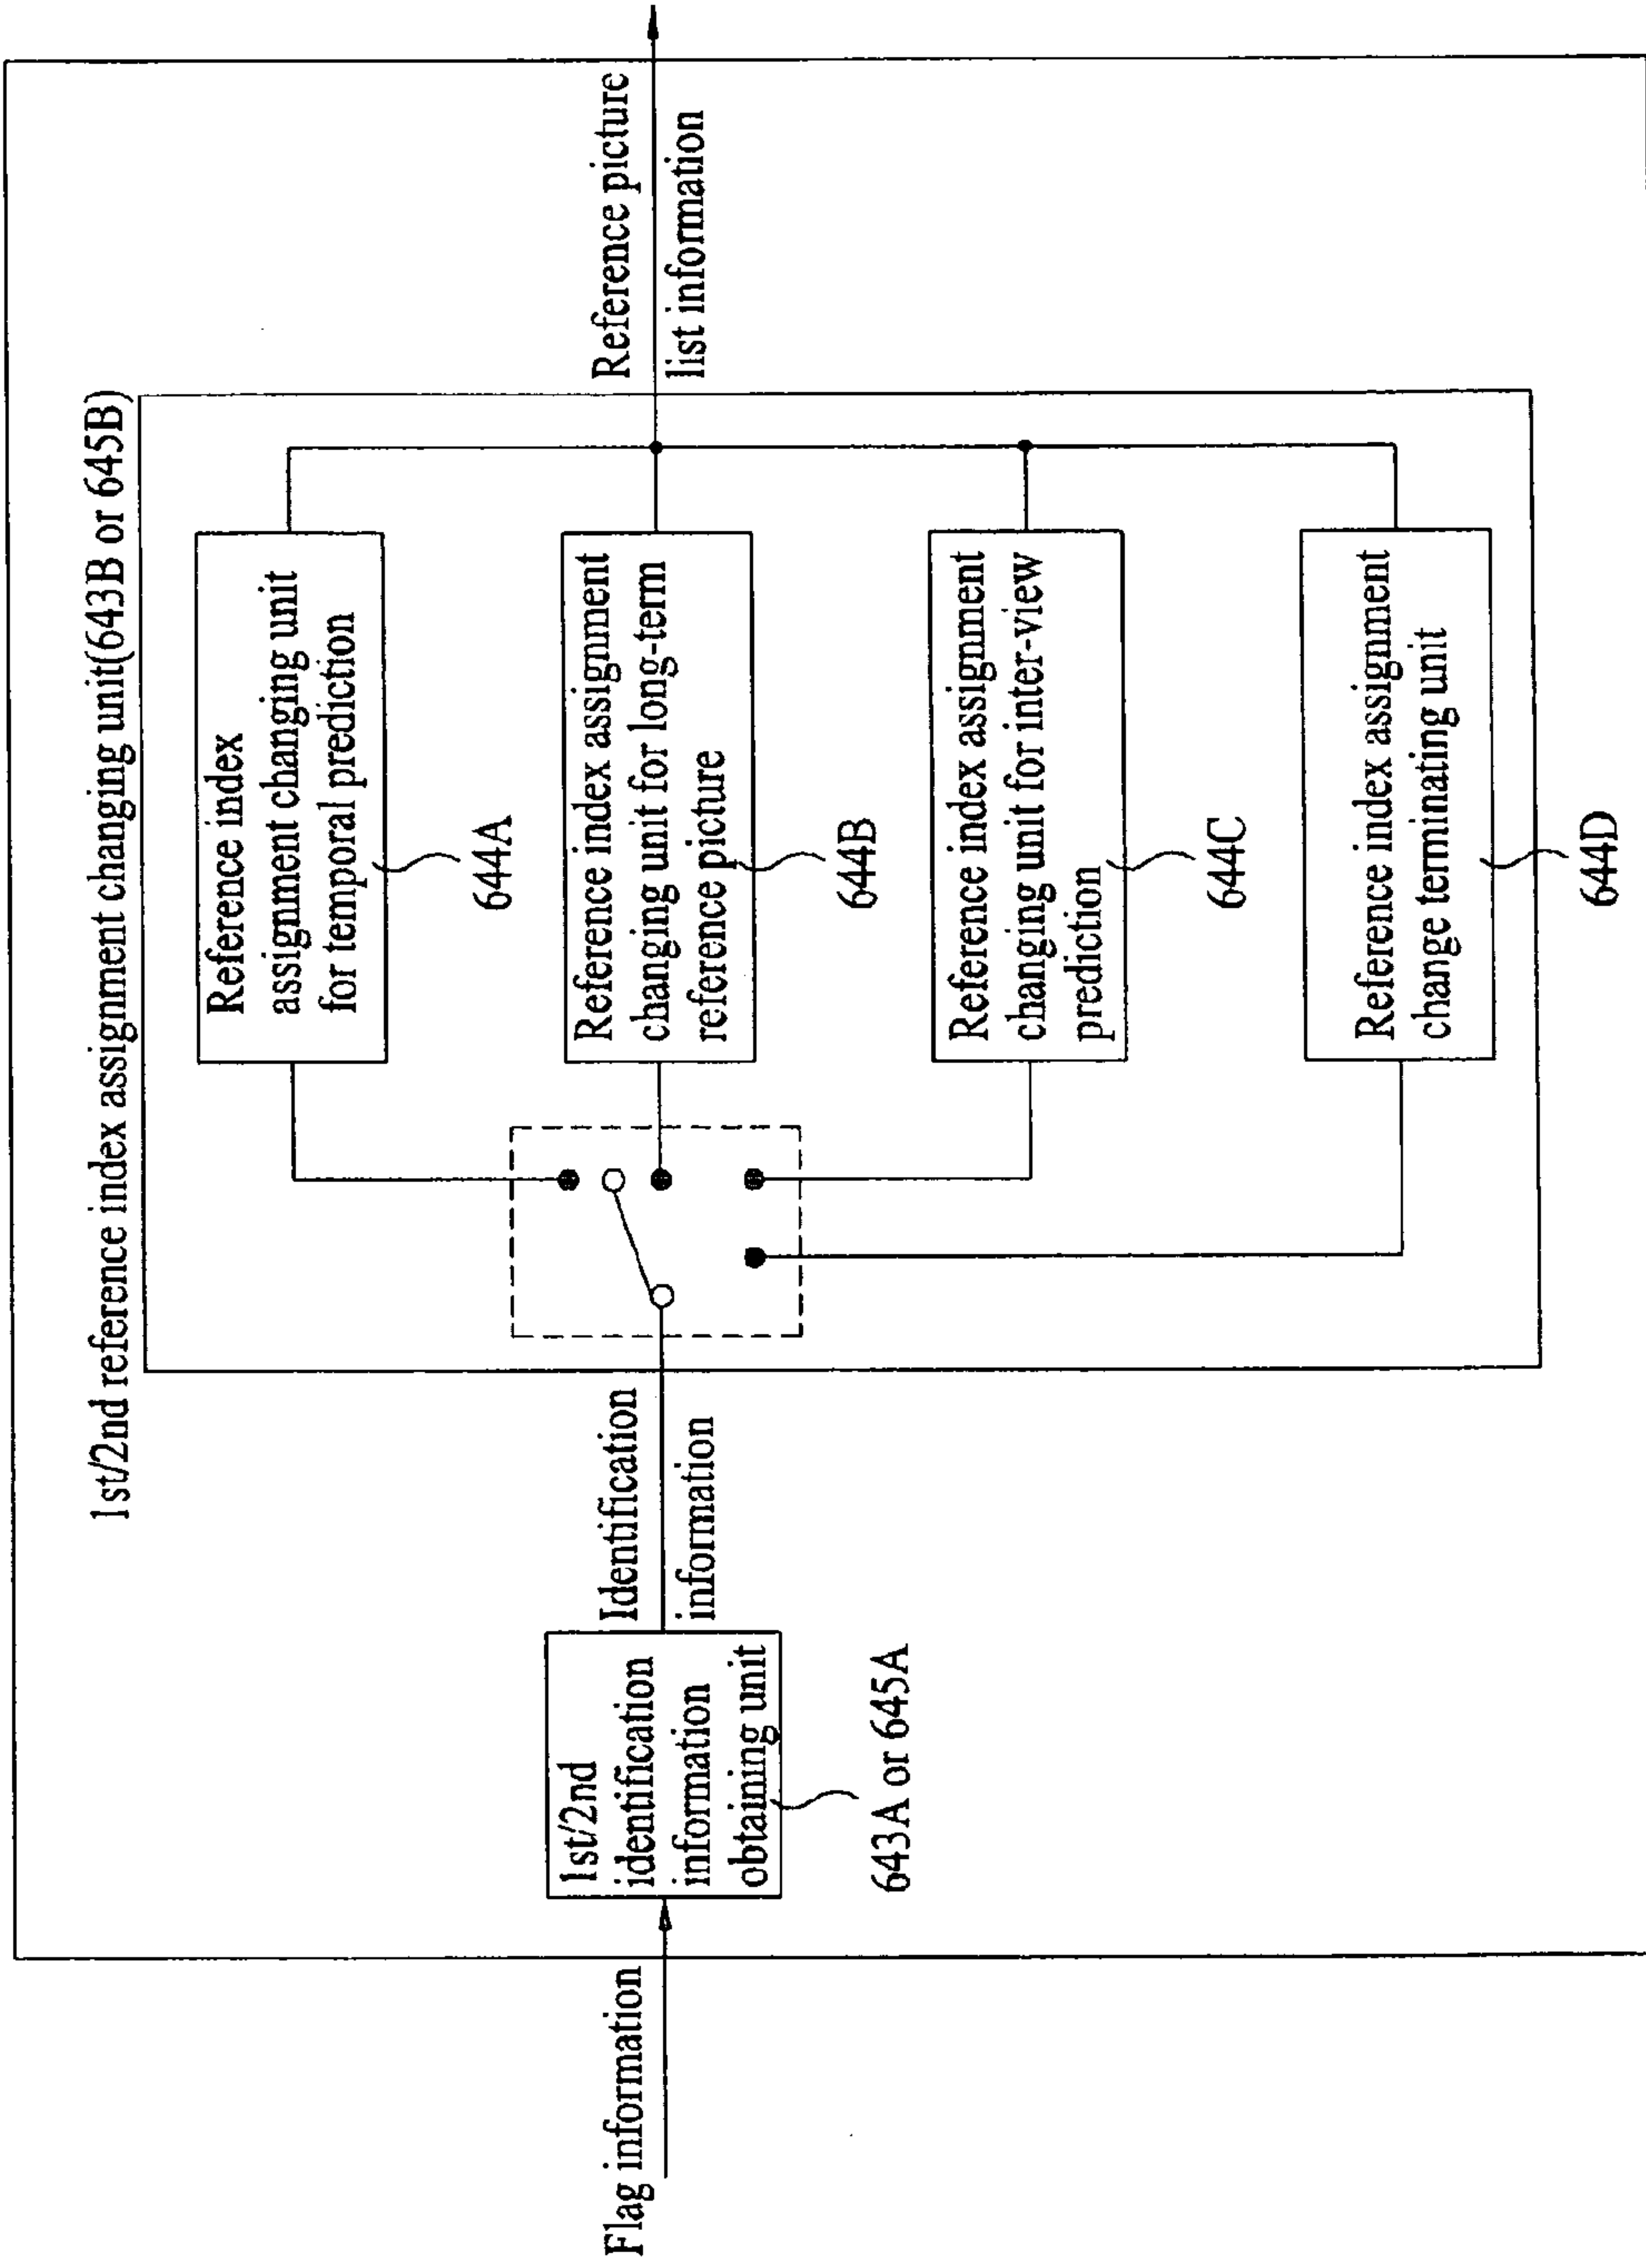 1st/2nd reference index assignment changing unit(643B or 645B)
Flag information
1st/2nd
identification
information
obtaining unit
643A or 645A
Identification
information
Reference index
assignment changing unit
for temporal prediction
644A
Reference index assignment
changing unit for long-term
reference picture
644B
Reference index assignment
changing unit for inter-view
prediction
644C
Reference index assignment
change terminating unit
644D
Reference picture
list information